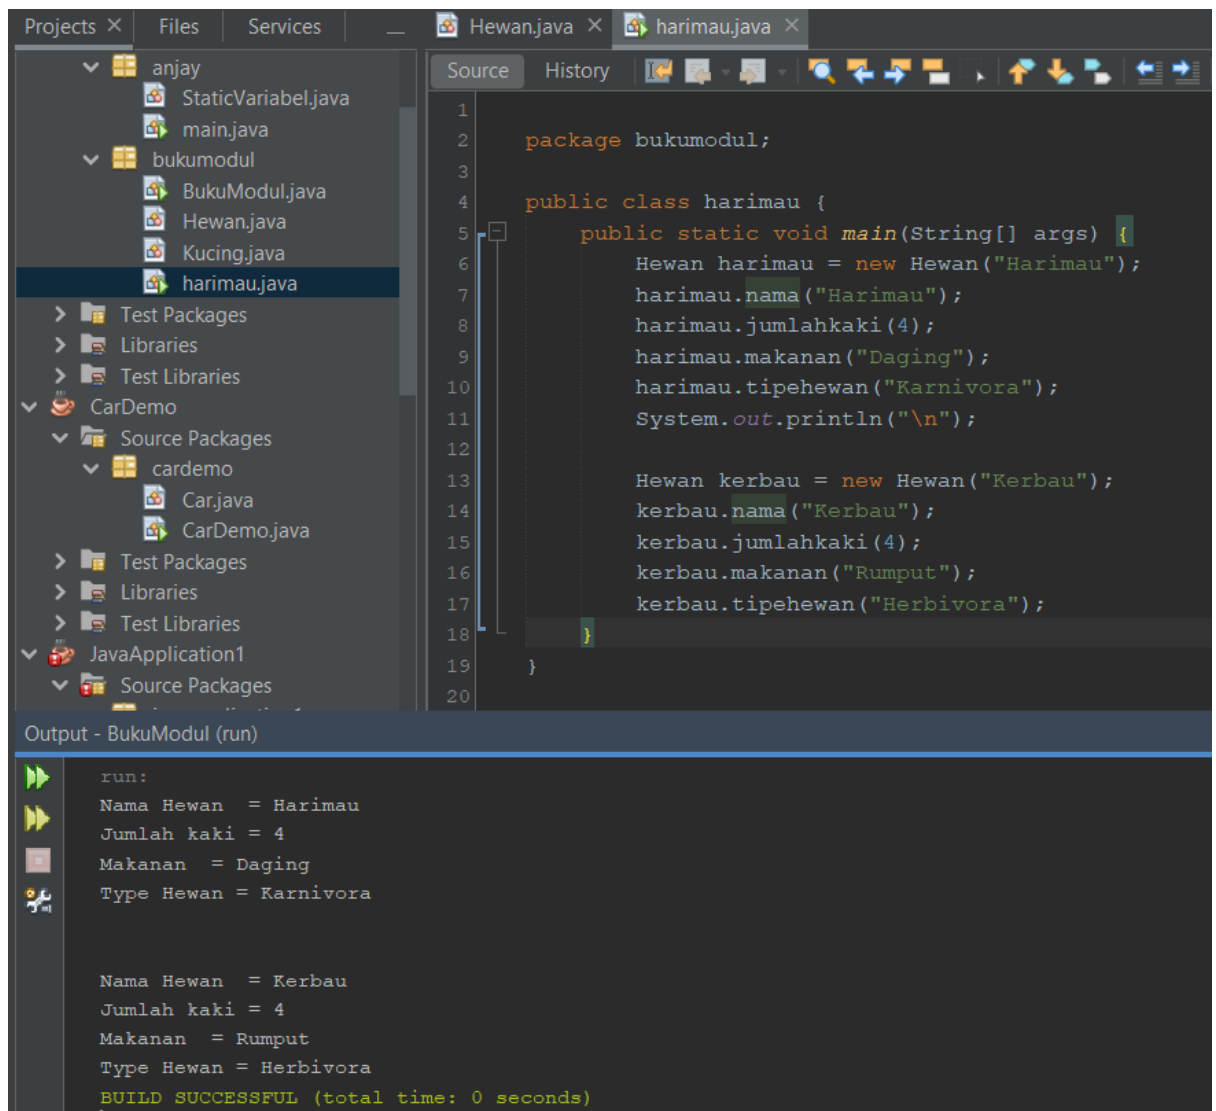 Projects
Files
Services
anjay
StaticVariabel.java
main.java
bukumodul
BukuModul.java
Hewan.java
Kucing.java
harimau.java
Test Packages
Libraries
Test Libraries
CarDemo
Source Packages
cardemo
Car.java
CarDemo.java
Test Packages
Libraries
Test Libraries
JavaApplication1
Source Packages
Hewan.java
harimau.java
Source
History
1
2 package bukumodul;
3
4 public class harimau {
5 public static void main(String[] args) {
6 Hewan harimau = new Hewan("Harimau");
7 harimau.nama("Harimau");
8 harimau.jumlahkaki(4);
9 harimau.makanan("Daging");
10 harimau.tipehewan("Karnivora");
11 System.out.println("\n");
12
13 Hewan kerbau = new Hewan("Kerbau");
14 kerbau.nama("Kerbau");
15 kerbau.jumlahkaki(4);
16 kerbau.makanan("Rumput");
17 kerbau.tipehewan("Herbivora");
18 }
19 }
20
Output - BukuModul (run)
run:
Nama Hewan  = Harimau
Jumlah kaki = 4
Makanan  = Daging
Type Hewan = Karnivora
Nama Hewan  = Kerbau
Jumlah kaki = 4
Makanan  = Rumput
Type Hewan = Herbivora
BUILD SUCCESSFUL (total time: 0 seconds)